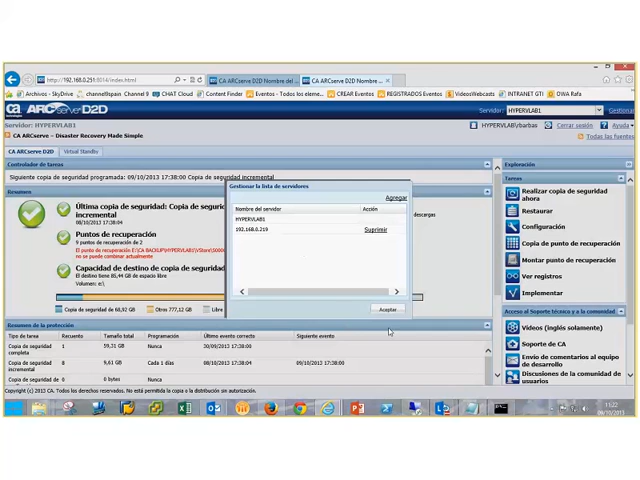 http://192.168.0.251:8014/index.html
CA ARCserve D2D Nombre del ...
CA ARCserve D2D Nombre ...
Archivos - SkyDrive
channel9spain
Channel 9
CHAT Cloud
Content Finder
Eventos - Todos los eleme...
CREAR Eventos
REGISTRADOS Eventos
VideosWebcasts
INTRANET GTI
OWA Rafa
ca ARCserve D2D
Servidor: HYPERVLAB1
Gestionar
Servidor: HYPERVLAB1
HYPERVLAB\barbas
Cerrar sesión
Ayuda
CA ARCserve – Disaster Recovery Made Simple
Todas las fuentes
CA ARCserve D2D
Virtual Standby
Controlador de tareas
Siguiente copia de seguridad programada: 09/10/2013 17:38:00 Copia de seguridad incremental
Resumen
Última copia de seguridad: Copia de segu
incremental
08/10/2013 17:38:04
Puntos de recuperación
9 puntos de recuperación de 2
no se puede combinar actualmente
Capacidad de destino de copia de segurida
El destino tiene 85,44 GB de espacio libre
Volumen: e:\
descargas
Copia de seguridad de 68,92 GB
Otros 777,12 GB
Libre
Gestionar la lista de servidores
Agregar
Nombre del servidor
Acción
HYPERVLAB1
192.168.0.219
Suprimir
Aceptar
Resumen de la protección
Tipo de tarea
Recuento
Tamaño total
Programación
Último evento correcto
Siguiente evento
Copia de seguridad completa
1
59,31 GB
Nunca
30/09/2013 17:38:00
Copia de seguridad incremental
8
9,61 GB
Cada 1 días
08/10/2013 17:38:04
09/10/2013 17:38:00
Copia de seguridad de
0
0 bytes
Nunca
Exploración
Tareas
Realizar copia de seguridad ahora
Restaurar
Configuración
Copia de punto de recuperación
Montar punto de recuperación
Ver registros
Implementar
Acceso al Soporte técnico y a la comunidad
Vídeos (inglés solamente)
Soporte de CA
Envío de comentarios al equipo de desarrollo
Discusiones de la comunidad de usuarios
Copyright (c) 2013 CA. Todos los derechos reservados. No está permitida la copia o la distribución sin autorización.
11:22
09/10/2013